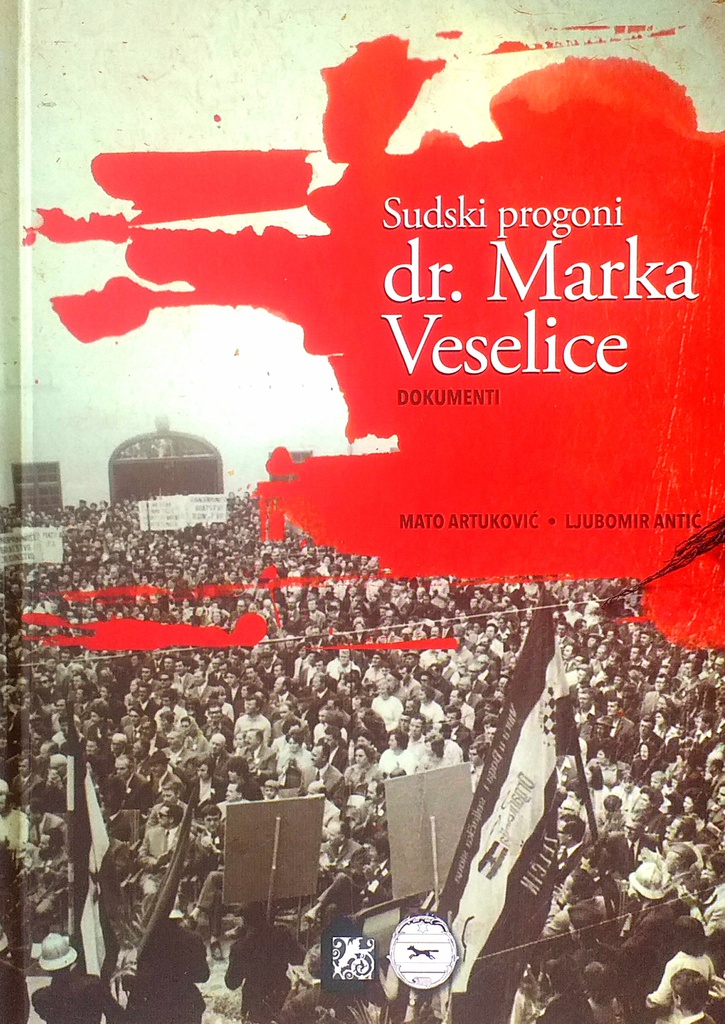 Sudski progoni
dr. Marka
Veselice
DOKUMENTI
MATO ARTUKOVIĆ • LJUBOMIR ANTIĆ